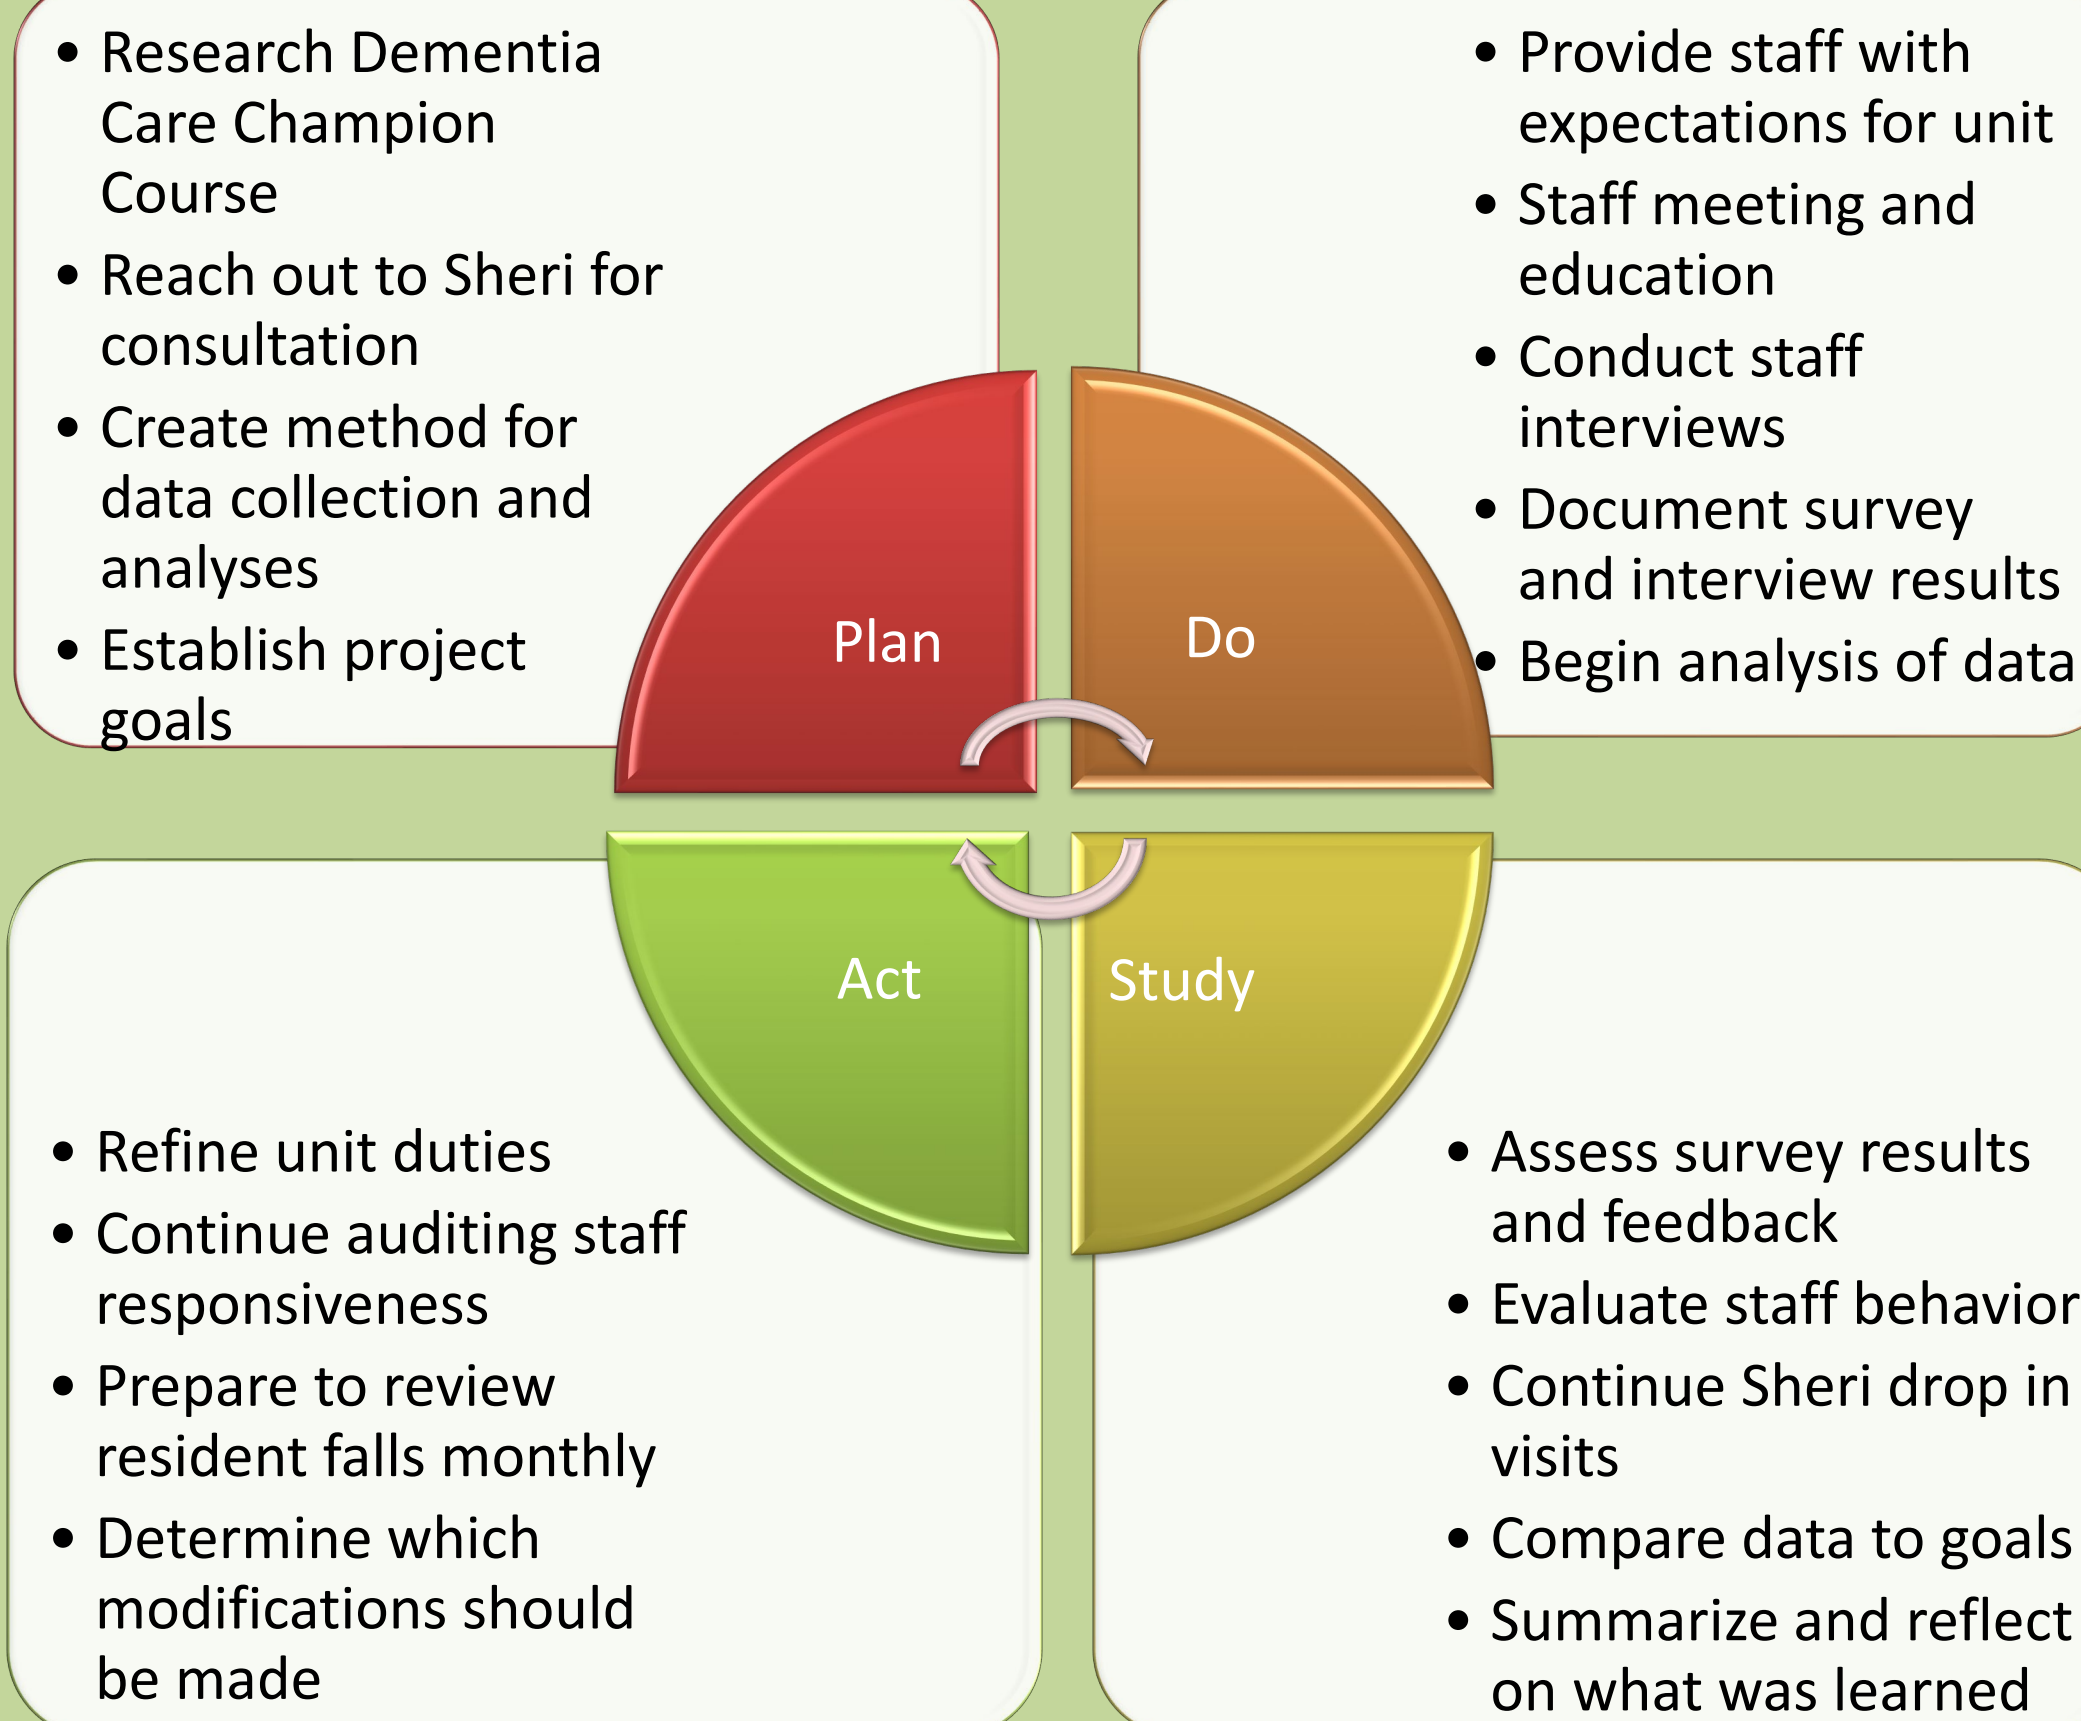 • Research Dementia
Care Champion
Course
• Reach out to Sheri for
consultation
• Create method for
data collection and
analyses
• Establish project
goals
• Provide staff with
expectations for unit
• Staff meeting and
education
• Conduct staff
interviews
• Document survey
and interview results
• Begin analysis of data
Plan
Do
Act
Study
• Refine unit duties
• Continue auditing staff
responsiveness
• Prepare to review
resident falls monthly
• Determine which
modifications should
be made
• Assess survey results
and feedback
• Evaluate staff behavior
• Continue Sheri drop in
visits
• Compare data to goals
• Summarize and reflect
on what was learned